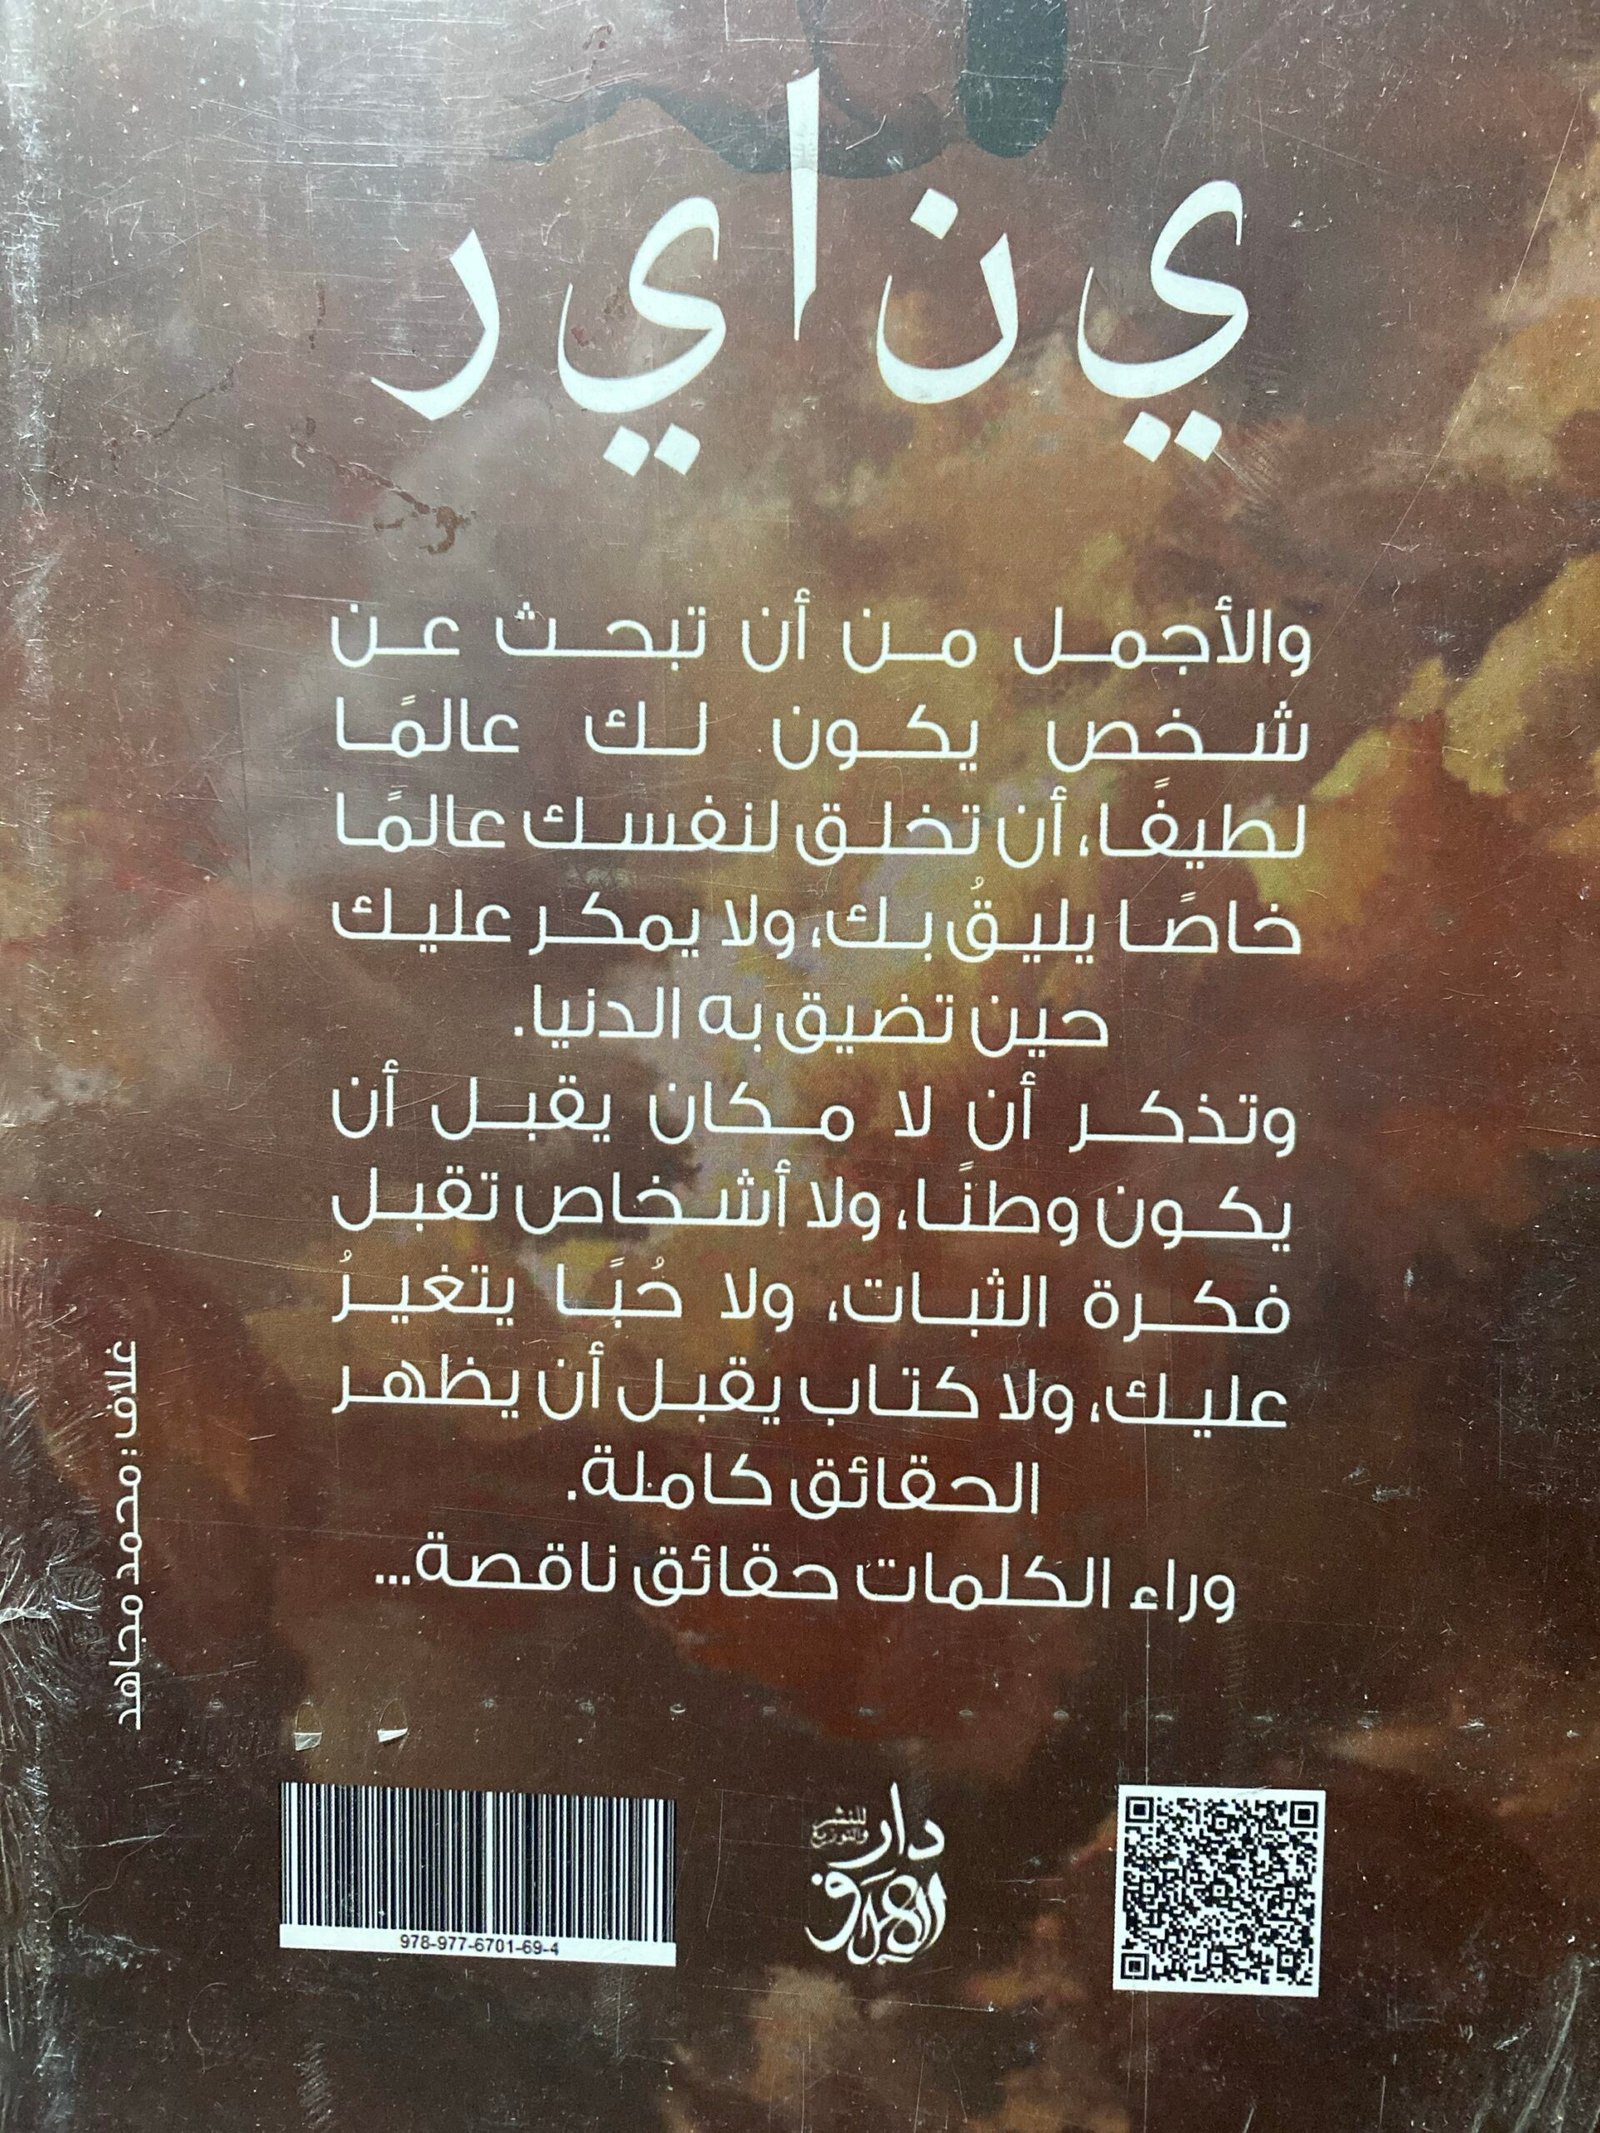 ي ن ا ي ر
والأجمل من أن تبحث عن
شخص يكون لك عالمًا
لطيفًا، أن تخلق لنفسك عالمًا
خاصًا يليقُ بك، ولا يمكر عليك
حين تضيق به الدنيا.
وتذكر أن لا مكان يقبل أن
يكون وطنًا، ولا أشخاص تقبل
فكرة الثبات، ولا حُبًا يتغيرُ
عليك، ولا كتاب يقبل أن يظهر
الحقائق كاملة.
وراء الكلمات حقائق ناقصة...
غلاف : محمد مجاهد
978-977-6701-69-4
دار
للنشر
والتوزيع